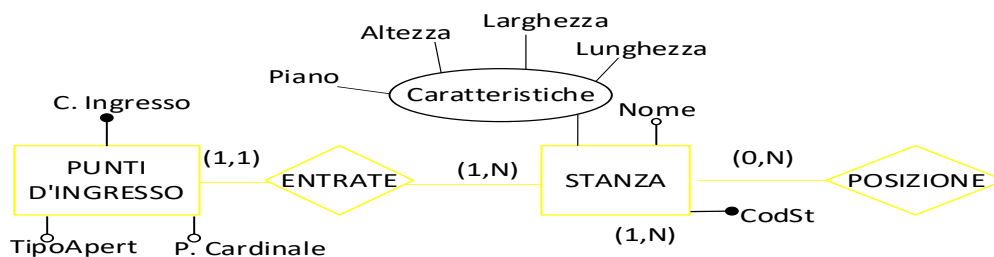 Larghezza
Altezza
Lunghezza
Piano
Caratteristiche
C. Ingresso
Nome
PUNTI
D'INGRESSO
(1,1)
ENTRATE
(1,N)
STANZA
(0,N)
POSIZIONE
CodSt
(1,N)
TipoApert
P. Cardinale